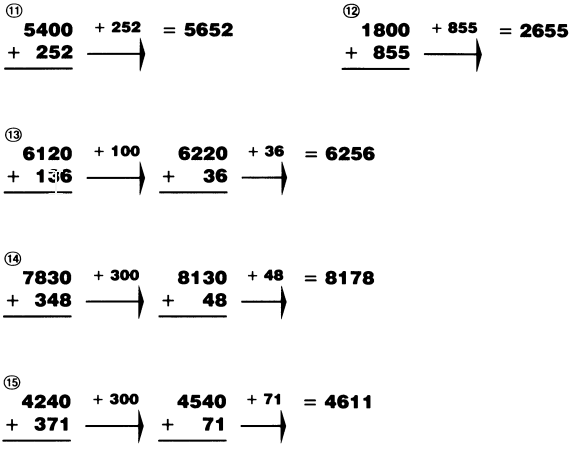 ⑪ 5400 + 252 = 5652
+ 252
⑫ 1800 + 855 = 2655
+ 855
⑬ 6120 + 100 6220 + 36 = 6256
+ 136 + 36
⑭ 7830 + 300 8130 + 48 = 8178
+ 348 + 48
⑮ 4240 + 300 4540 + 71 = 4611
+ 371 + 71